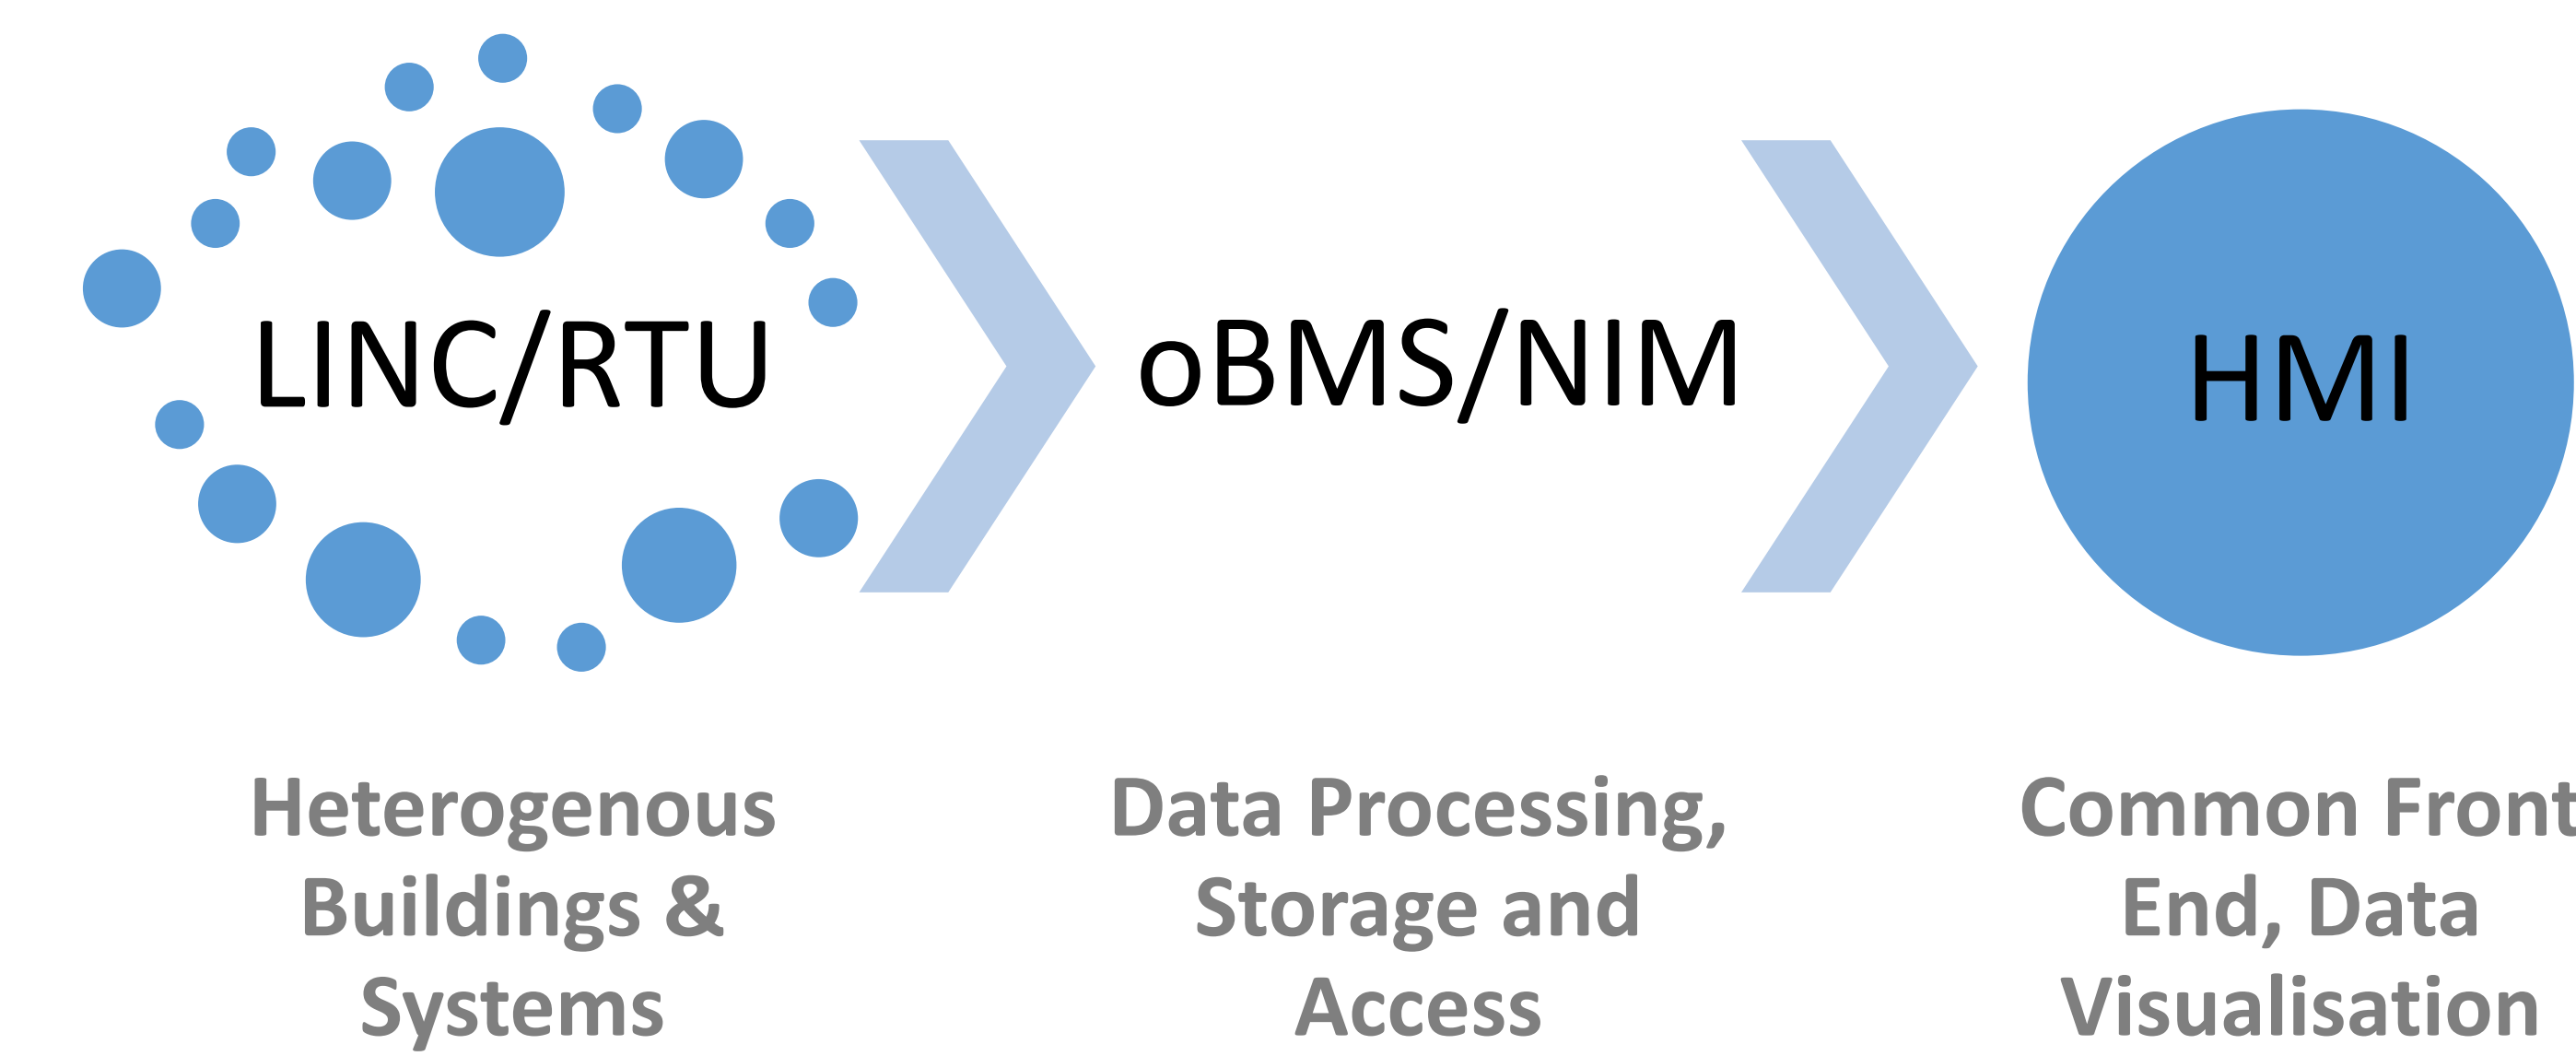 LINC/RTU
oBMS/NIM
HMI
Heterogenous
Buildings &
Systems
Data Processing,
Storage and
Access
Common Front
End, Data
Visualisation